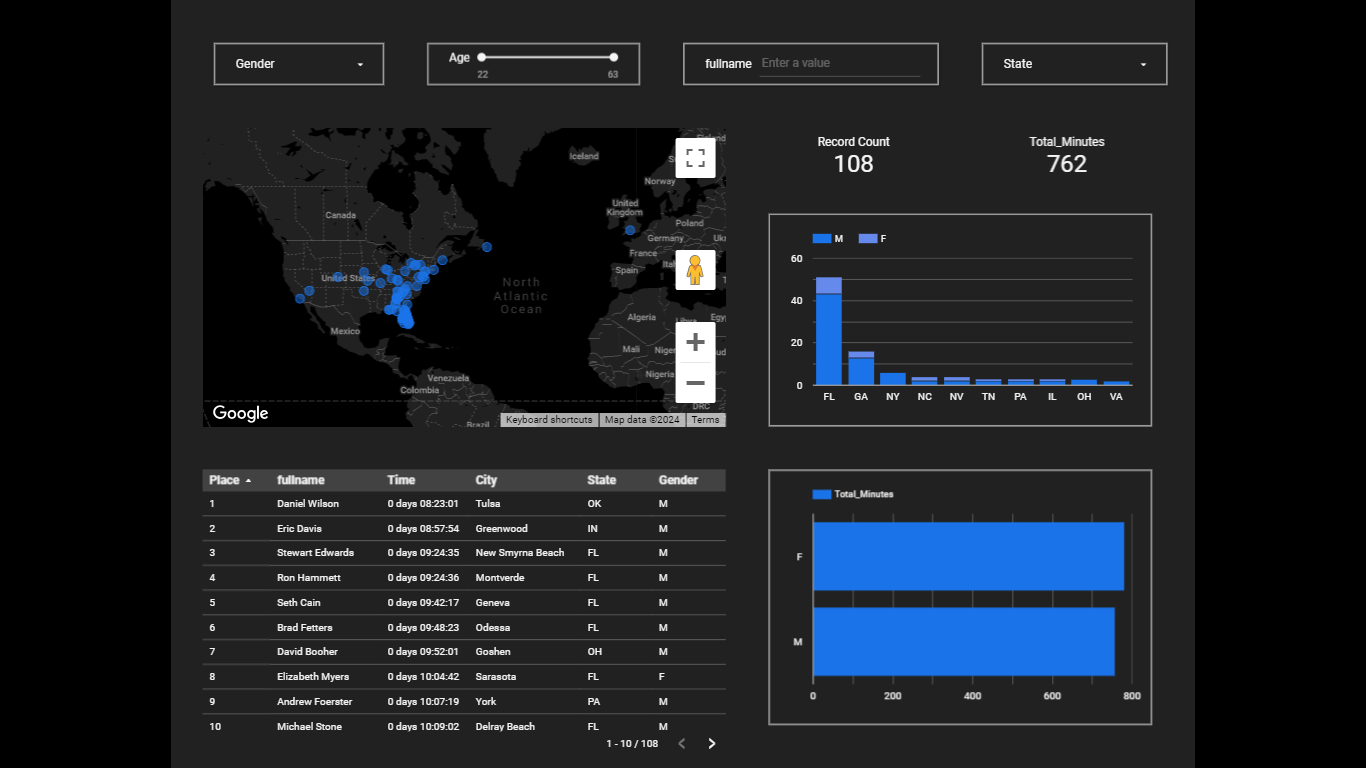 Gender
Age
22 63
fullname Enter a value
State
Finland
Iceland
Norway
United
Kingdom
Poland
Germany
Ukr
France
Spain
Canada
United States
Mexico
North
Atlantic
Ocean
Algeria
Libya
Egy
Mali
Niger
Nigeria
Venezuela
Colombia
DRC
Brazil
Google
Keyboard shortcuts
Map data ©2024
Terms
Record Count
108
Total_Minutes
762
M F
60
40
20
0
FL GA NY NC NV TN PA IL OH VA
Place fullname Time City State Gender
1 Daniel Wilson 0 days 08:23:01 Tulsa OK M
2 Eric Davis 0 days 08:57:54 Greenwood IN M
3 Stewart Edwards 0 days 09:24:35 New Smyrna Beach FL M
4 Ron Hammett 0 days 09:24:36 Montverde FL M
5 Seth Cain 0 days 09:42:17 Geneva FL M
6 Brad Fetters 0 days 09:48:23 Odessa FL M
7 David Booher 0 days 09:52:01 Goshen OH M
8 Elizabeth Myers 0 days 10:04:42 Sarasota FL F
9 Andrew Foerster 0 days 10:07:19 York PA M
10 Michael Stone 0 days 10:09:02 Delray Beach FL M
1 - 10 / 108
Total_Minutes
F
M
0 200 400 600 800